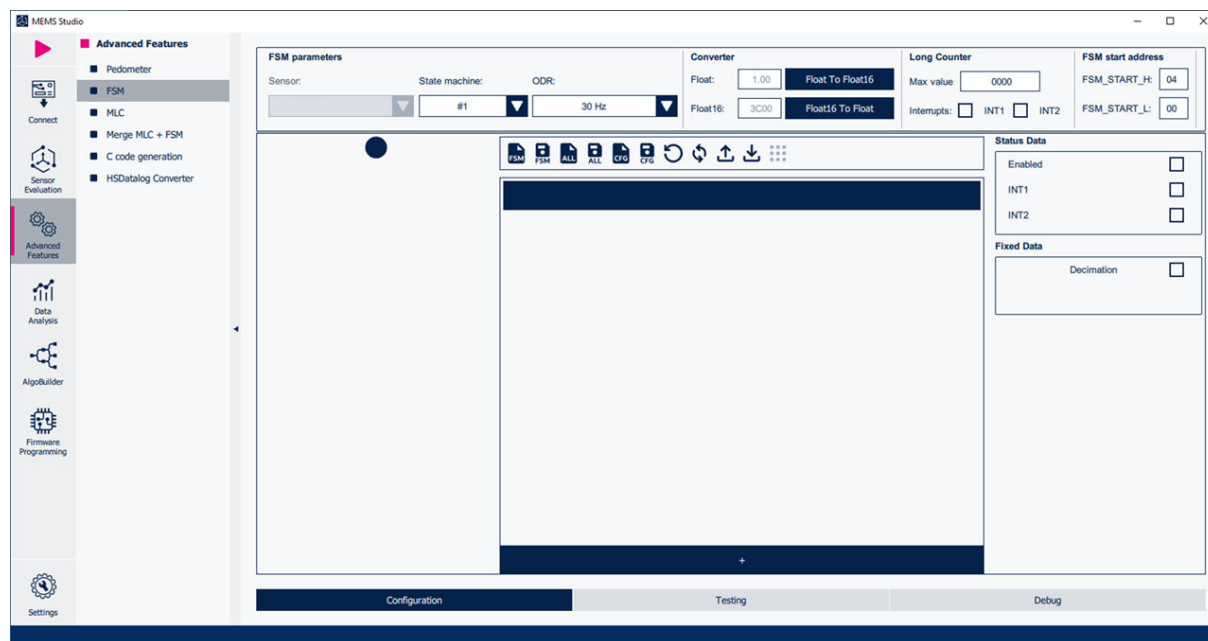 MEMS Studio
Connect
Sensor
Evaluation
Advanced
Features
Data
Analysis
AlgoBuilder
Firmware
Programming
Settings
Advanced Features
Pedometer
FSM
MLC
Merge MLC + FSM
C code generation
HSDatalog Converter
FSM parameters
Sensor:
State machine:
#1
ODR:
30 Hz
Converter
Float:
1.00
Float To Float16
Float16:
3C00
Float16 To Float
Long Counter
Max value
0000
Interrupts:
INT1
INT2
FSM start address
FSM_START_H:
04
FSM_START_L:
00
FSM
FSM
ALL
ALL
CFG
CFG
+
Status Data
Enabled
INT1
INT2
Fixed Data
Decimation
Configuration
Testing
Debug